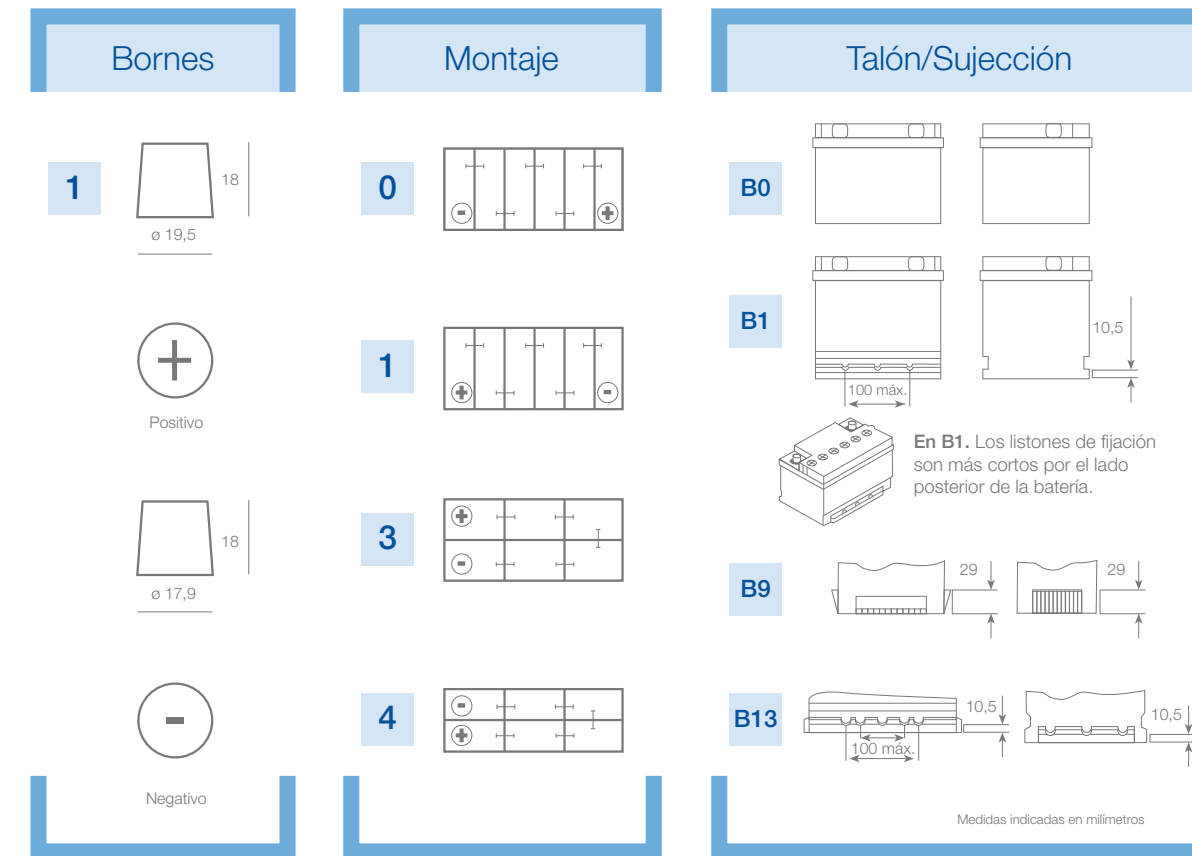 Bornes
1
18
ø 19,5
+
Positivo
18
ø 17,9
-
Negativo
Montaje
0
- +
1
+ -
3
+
-
4
-
+
Talón/Sujección
B0
B1
10,5
100 máx.
En B1. Los listones de fijación
son más cortos por el lado
posterior de la batería.
B9
29
29
B13
10,5
10,5
100 máx.
Medidas indicadas en milímetros